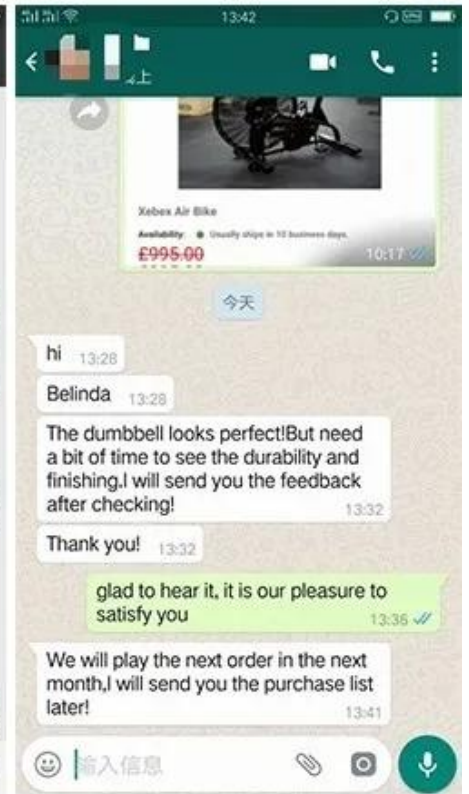 13:42
上
Xebex Air Bike
Availability: Usually ships in 10 business days.
£995.00
10:17
今天
hi 13:28
Belinda 13:28
The dumbbell looks perfect!But need
a bit of time to see the durability and
finishing.I will send you the feedback
after checking!
13:32
Thank you! 13:32
glad to hear it, it is our pleasure to
satisfy you
13:36
We will play the next order in the next
month,I will send you the purchase list
later!
13:41
输入信息